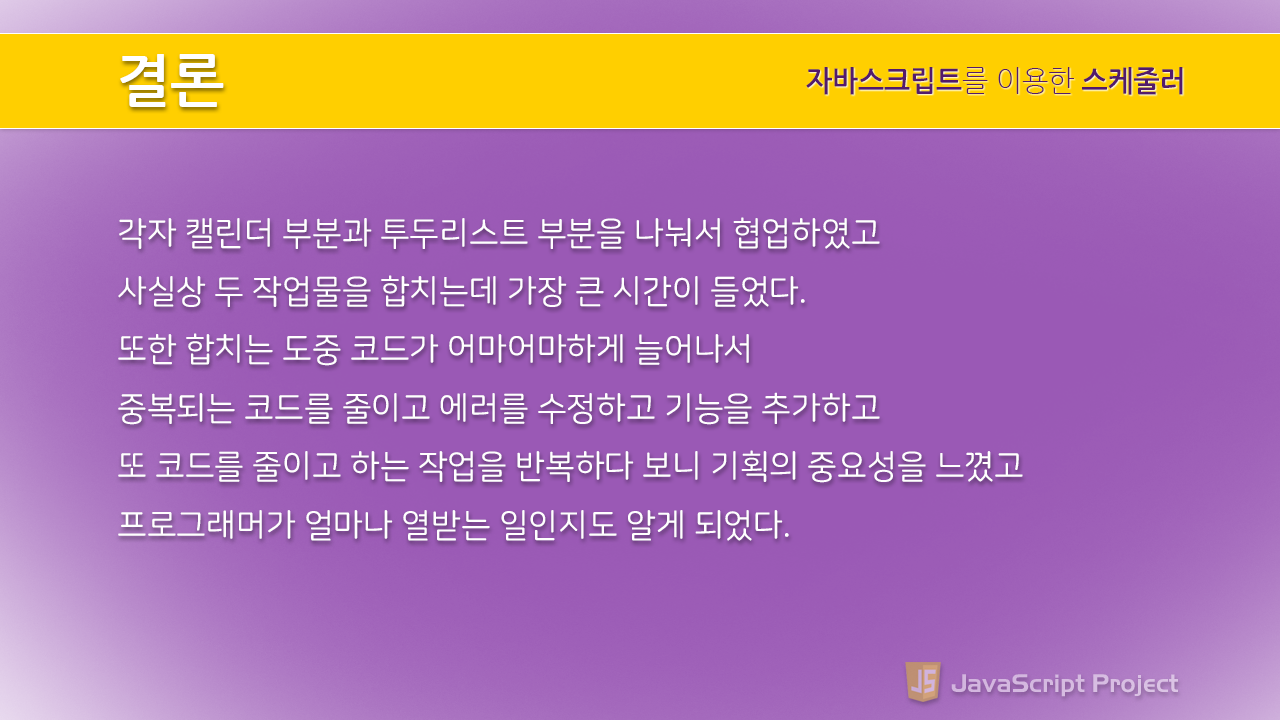 결론
자바스크립트를 이용한 스케줄러
각자 캘린더 부분과 투두리스트 부분을 나눠서 협업하였고
사실상 두 작업물을 합치는데 가장 큰 시간이 들었다.
또한 합치는 도중 코드가 어마어마하게 늘어나서
중복되는 코드를 줄이고 에러를 수정하고 기능을 추가하고
또 코드를 줄이고 하는 작업을 반복하다 보니 기획의 중요성을 느꼈고
프로그래머가 얼마나 열받는 일인지도 알게 되었다.
JS JavaScript Project